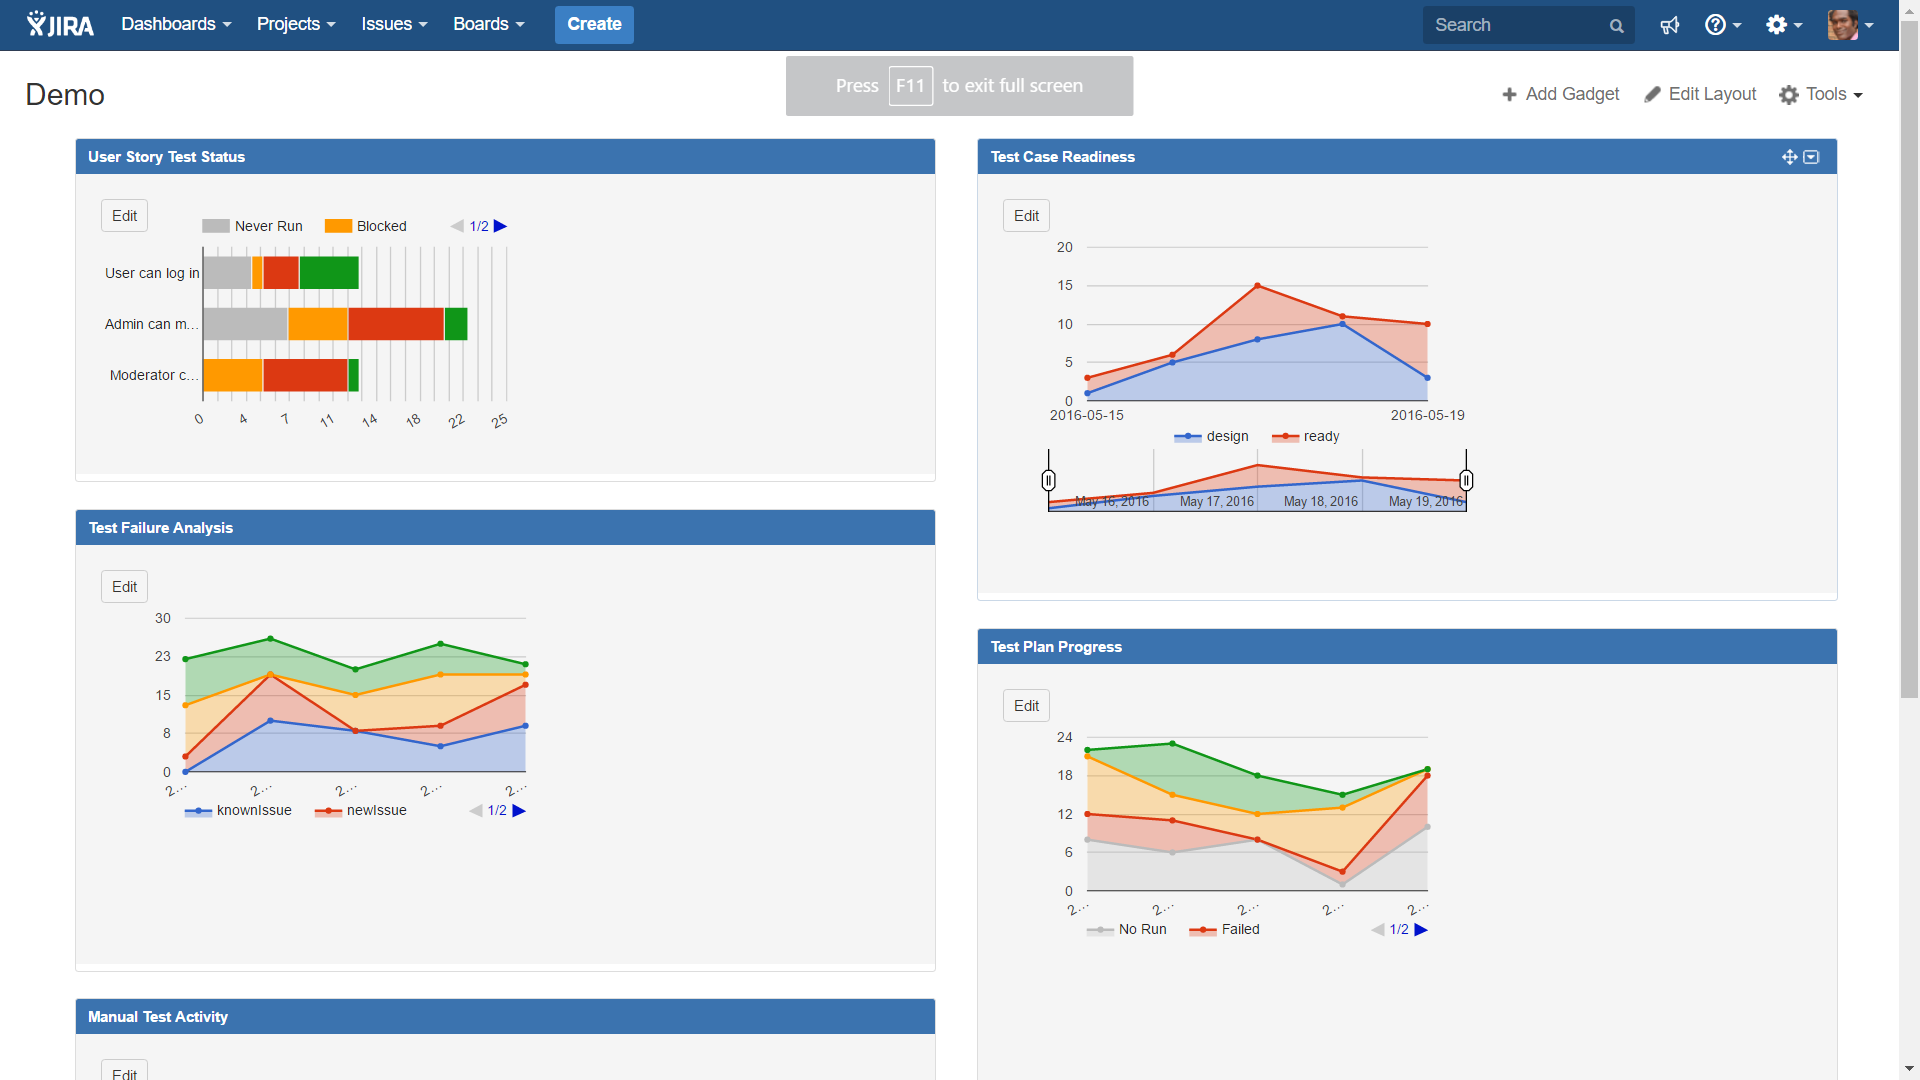 JIRA Dashboards Projects Issues Boards Create Search
Press F11 to exit full screen
Demo
Add Gadget Edit Layout Tools
User Story Test Status
Edit
Never Run Blocked 1/2
User can log in
Admin can m...
Moderator c...
0 4 7 11 14 18 22 25
Test Case Readiness
Edit
20
15
10
5
0
2016-05-15 2016-05-19
design ready
May 16, 2016 May 17, 2016 May 18, 2016 May 19, 2016
Test Failure Analysis
Edit
30
23
15
8
0
2... 2... 2... 2... 2...
knownIssue newIssue 1/2
Test Plan Progress
Edit
24
18
12
6
0
2... 2... 2... 2... 2...
No Run Failed 1/2
Manual Test Activity
Edit